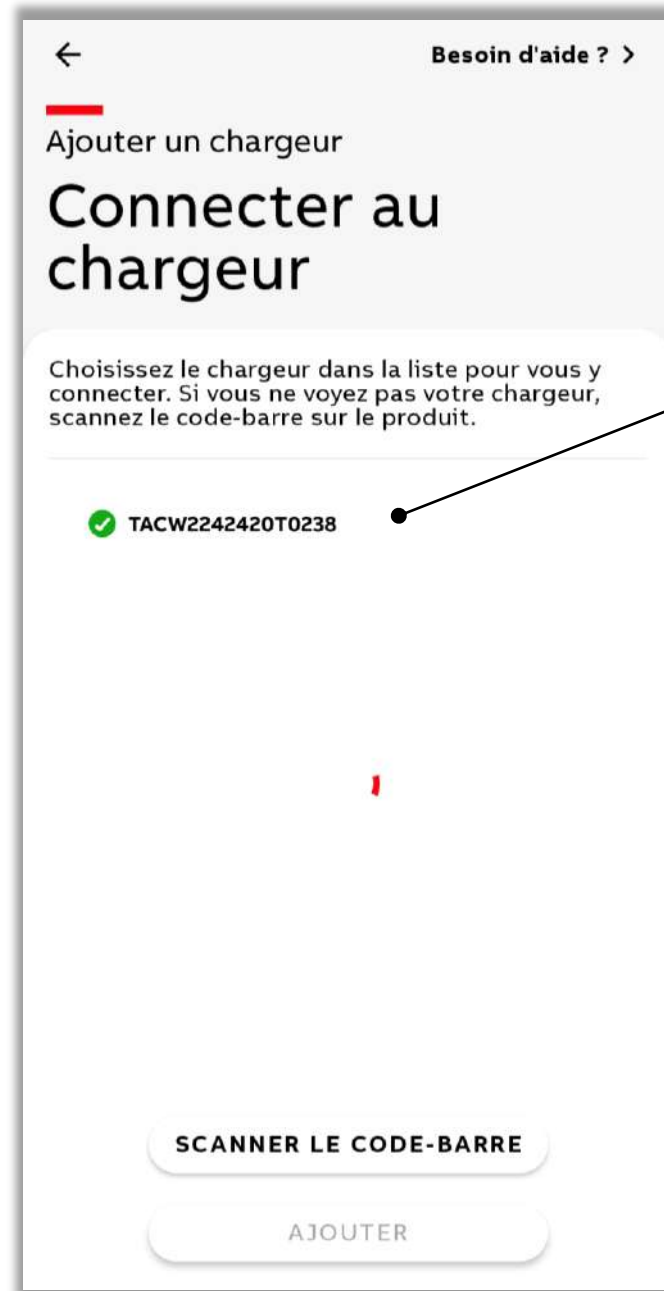 Besoin d'aide ? >
Ajouter un chargeur
Connecter au
chargeur
Choisissez le chargeur dans la liste pour vous y
connecter. Si vous ne voyez pas votre chargeur,
scannez le code-barre sur le produit.
TACW2242420T0238
SCANNER LE CODE-BARRE
AJOUTER